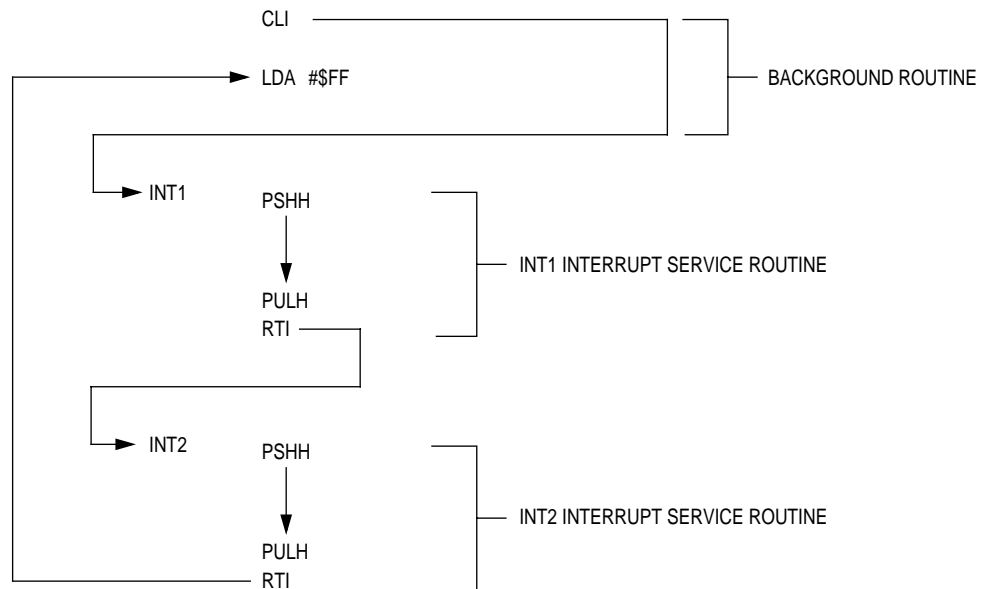 CLI
LDA #$FF
BACKGROUND ROUTINE
INT1
PSHH
INT1 INTERRUPT SERVICE ROUTINE
PULH
RTI
INT2
PSHH
INT2 INTERRUPT SERVICE ROUTINE
PULH
RTI